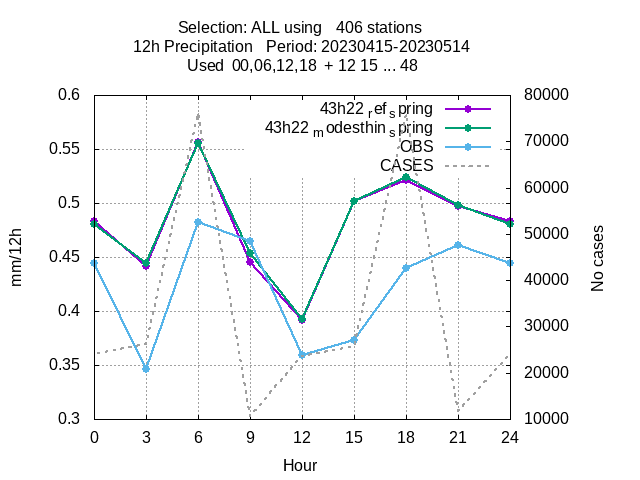 Selection: ALL using 406 stations
12h Precipitation Period: 20230415-20230514
Used 00,06,12,18 + 12 15 ... 48
0.6
0.55
0.5
0.45
0.4
0.35
0.3
80000
70000
60000
50000
40000
30000
20000
10000
mm/12h
No cases
43h22 ref spring
43h22 modesthin spring
OBS
CASES
0 3 6 9 12 15 18 21 24
Hour